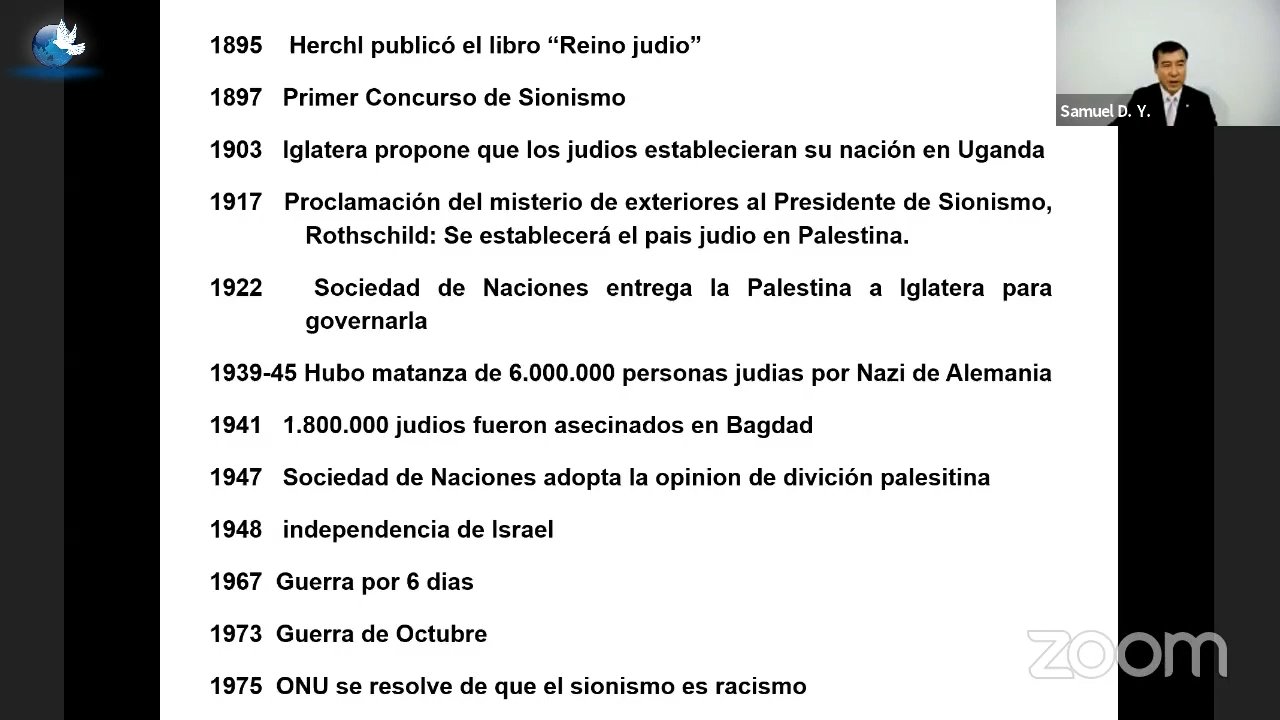 1895 Herchl publicó el libro “Reino judio”
1897 Primer Concurso de Sionismo
1903 Iglatera propone que los judios establecieran su nación en Uganda
1917 Proclamación del misterio de exteriores al Presidente de Sionismo,
Rothschild: Se establecerá el pais judio en Palestina.
1922 Sociedad de Naciones entrega la Palestina a Iglatera para
governarla
1939-45 Hubo matanza de 6.000.000 personas judias por Nazi de Alemania
1941 1.800.000 judios fueron asecinados en Bagdad
1947 Sociedad de Naciones adopta la opinion de divición palesitina
1948 independencia de Israel
1967 Guerra por 6 dias
1973 Guerra de Octubre
1975 ONU se resolve de que el sionismo es racismo
Samuel D. Y.
zoom